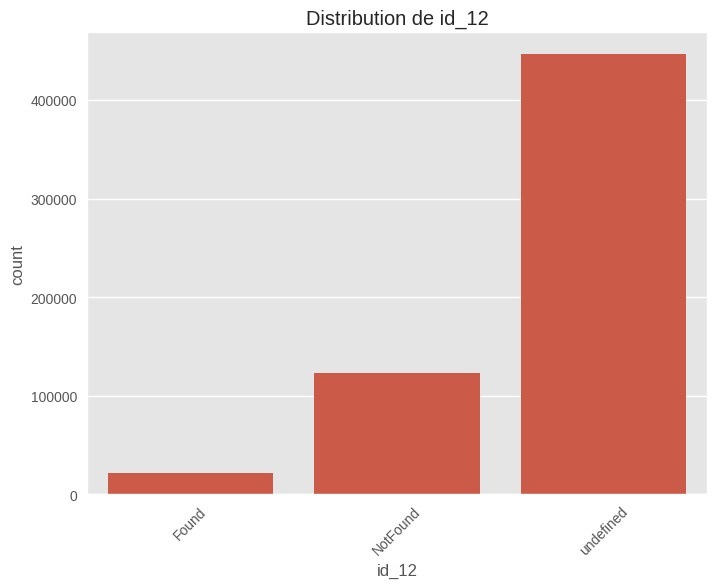 Distribution de id_12
count
400000
300000
200000
100000
0
Found
NotFound
undefined
id_12